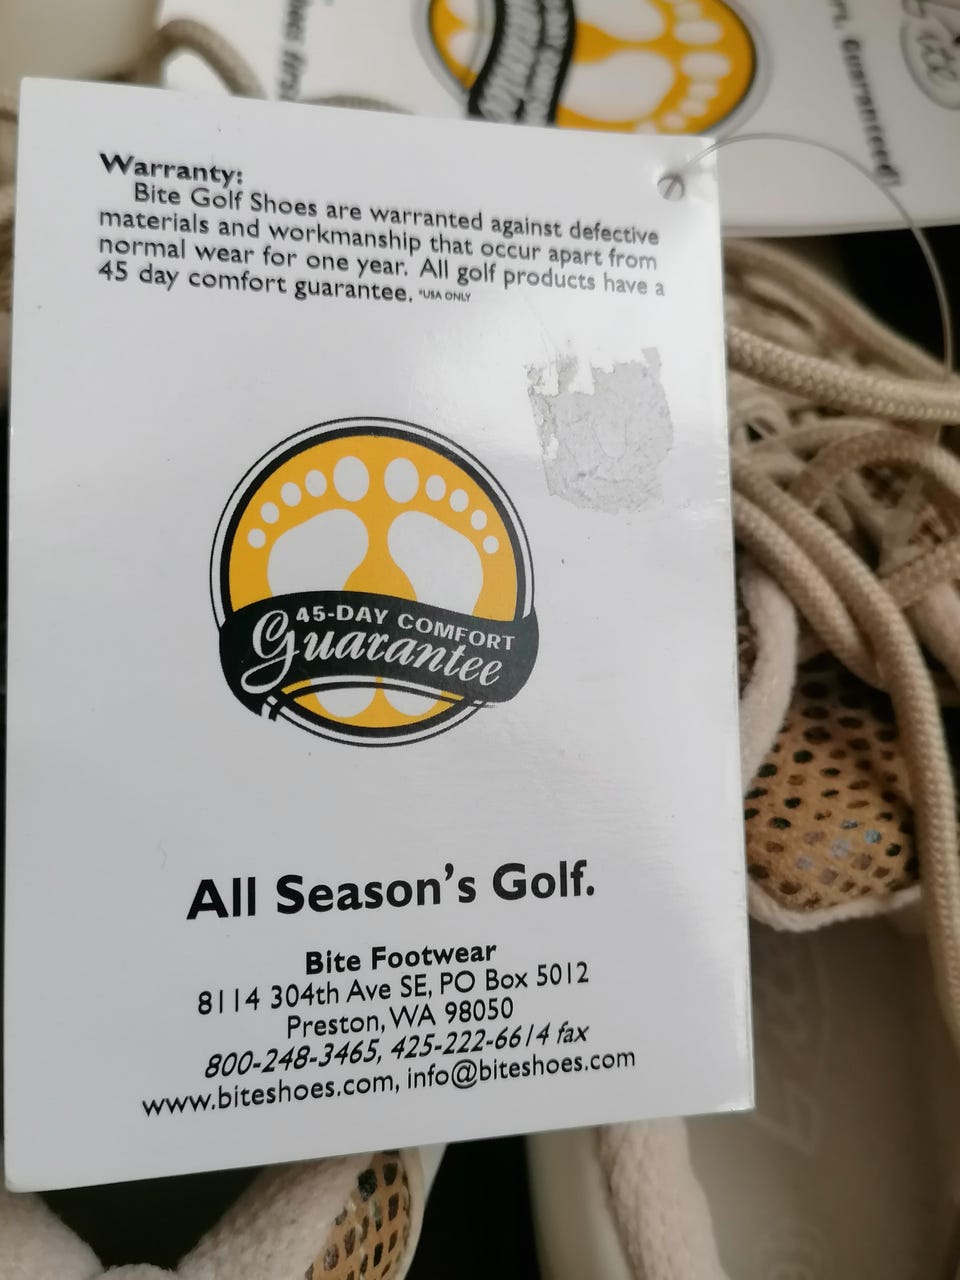 Guarantee
, Guaranteed!
Warranty:
Bite Golf Shoes are warranted against defective
materials and workmanship that occur apart from
normal wear for one year. All golf products have a
45 day comfort guarantee. *USA ONLY
45-DAY COMFORT
Guarantee
All Season's Golf.
Bite Footwear
8114 304th Ave SE, PO Box 5012
Preston, WA 98050
800-248-3465, 425-222-6614 fax
www.biteshoes.com, info@biteshoes.com